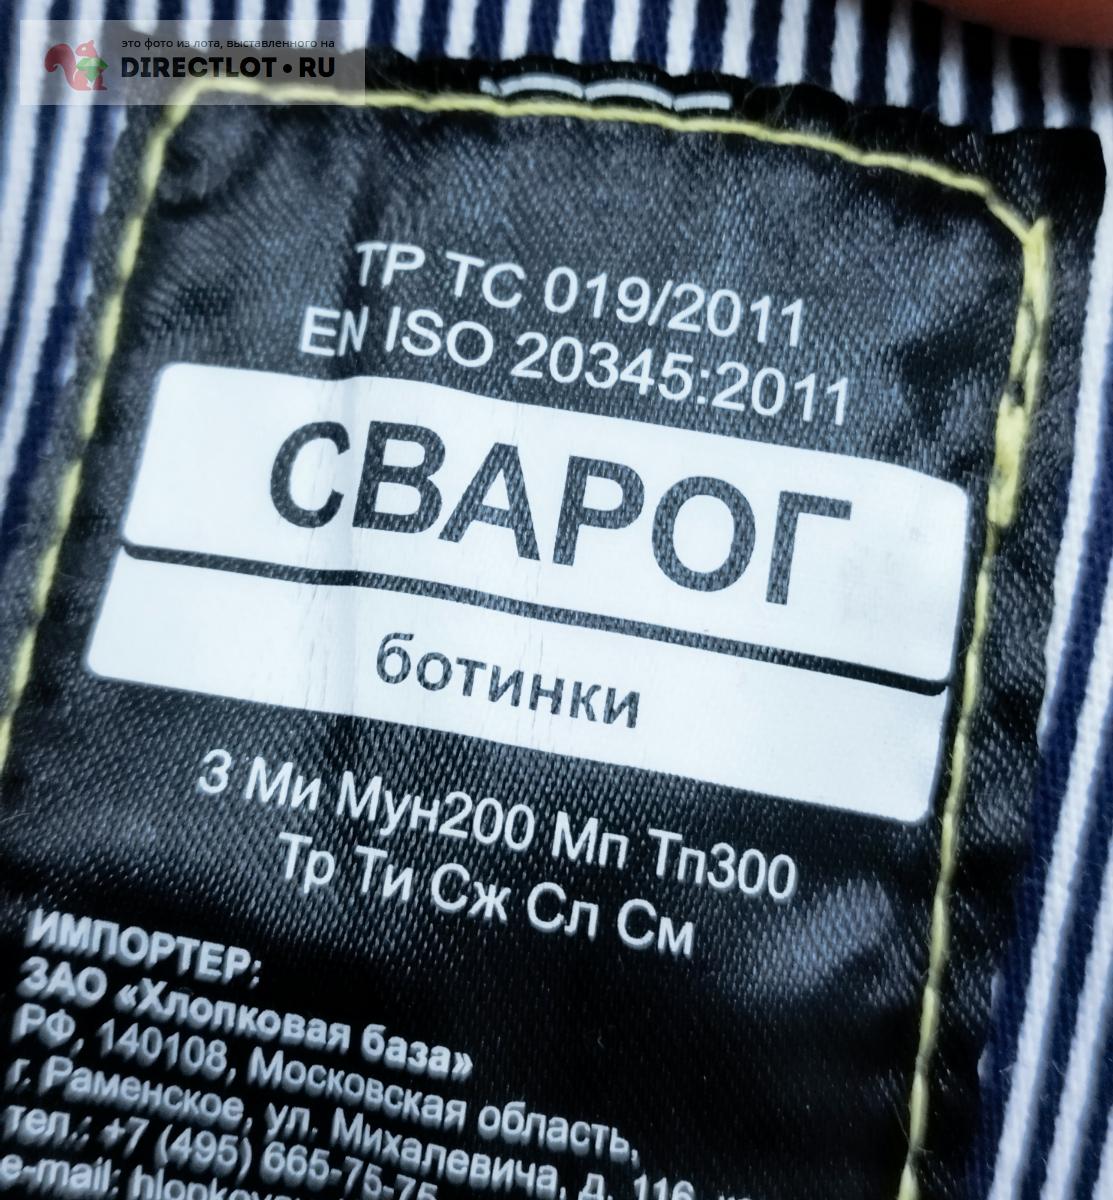 это фото из лота, выставленного на
DIRECTLOT•RU
ТР ТС 019/2011
EN ISO 20345:2011
СВАРОГ
ботинки
З Ми Мун200 Мп Тп300
Тр Ти Сж Сл См
ИМПОРТЕР:
ЗАО «Хлопковая база»
РФ, 140108, Московская область,
г. Раменское, ул. Михалевича, д. 116
тел.: +7 (495) 665-75-75
e-mail: